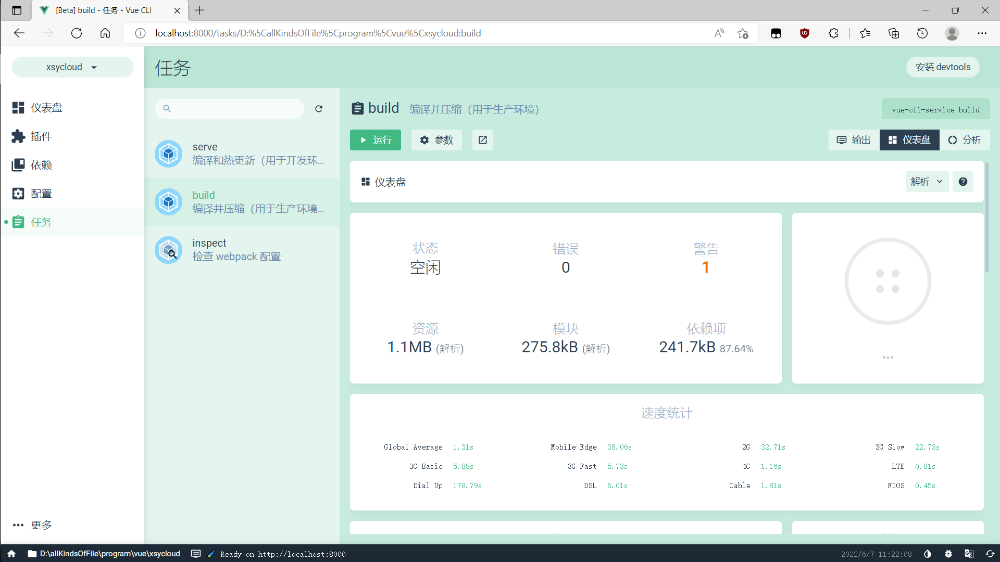 [Beta] build - 任务 - Vue CLI
localhost:8000/tasks/D:%5CallKindsOfFile%5Cprogram%5Cvue%5Cxsycloud:build
xsycloud
任务
安装 devtools
仪表盘
插件
依赖
配置
任务
更多
serve
编译和热更新（用于开发环...
build
编译并压缩（用于生产环境...
inspect
检查 webpack 配置
build 编译并压缩（用于生产环境）
vue-cli-service build
运行 参数
输出 仪表盘 分析
仪表盘
解析
状态 错误 警告
空闲 0 1
资源 模块 依赖项
1.1MB (解析) 275.8kB (解析) 241.7kB 87.64%
速度统计
Global Average 1.31s Mobile Edge 38.06s 2G 32.71s 3G Slow 22.73s
3G Basic 5.88s 3G Fast 5.73s 4G 1.16s LTE 0.81s
Dial Up 178.79s DSL 6.01s Cable 1.81s FIOS 0.45s
D:\allKindsOfFile\program\vue\xsycloud
Ready on http://localhost:8000
2022/6/7 11:22:08